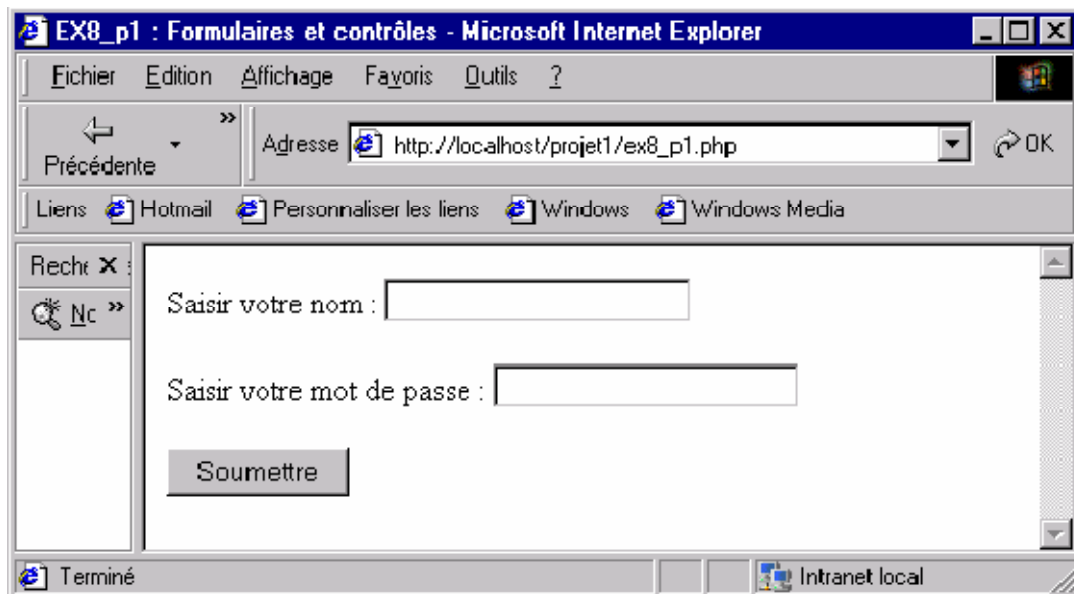 EX8_p1 : Formulaires et contrôles - Microsoft Internet Explorer
Fichier Edition Affichage Favoris Outils ?
Précédente » Adresse http://localhost/projet1/ex8_p1.php OK
Liens Hotmail Personnaliser les liens Windows Windows Media
Reche
»
Saisir votre nom :
Saisir votre mot de passe :
Soumettre
Terminé Intranet local